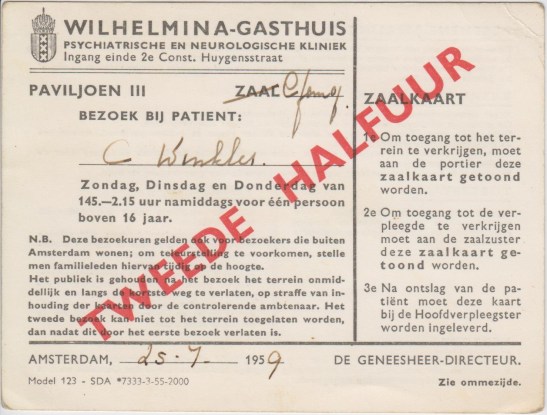 WILHELMINA-GASTHUIS
PSYCHIATRISCHE EN NEUROLOGISCHE KLINIEK
Ingang einde 2e Const. Huygensstraat
PAVILJOEN III ZAAL
BEZOEK BIJ PATIENT:
C Winkler.
Zondag, Dinsdag en Donderdag van
145.—2.15 uur namiddags voor één persoon
boven 16 jaar.
N.B. Deze bezoekuren gelden ook voor bezoekers die buiten
Amsterdam wonen; om teleurstelling te voorkomen, stelle
men familieleden hiervan tijdig op de hoogte.
Het publiek is gehouden na het bezoek het terrein onmid-
dellijk en langs de kortste weg te verlaten, op straffe van in-
houding der kaarten door de controlerende ambtenaar. Het
tweede bezoek kan niet tot het terrein toegelaten worden,
dan nadat dit door het eerste bezoek verlaten is.
TWEEDE HALFUUR
ZAALKAART
1e Om toegang tot het ter-
rein te verkrijgen, moet
aan de portier deze
zaalkaart getoond
worden.
2e Om toegang tot de ver-
pleegde te verkrijgen
moet aan de zaalzuster
deze zaalkaart ge-
toond worden.
3e Na ontslag van de pa-
tiënt moet deze kaart
bij de Hoofdverpleegster
worden ingeleverd.
AMSTERDAM, 25-7 1959 DE GENEESHEER-DIRECTEUR.
Model 123 - SDA *7333-3-55-2000 Zie ommezijde.